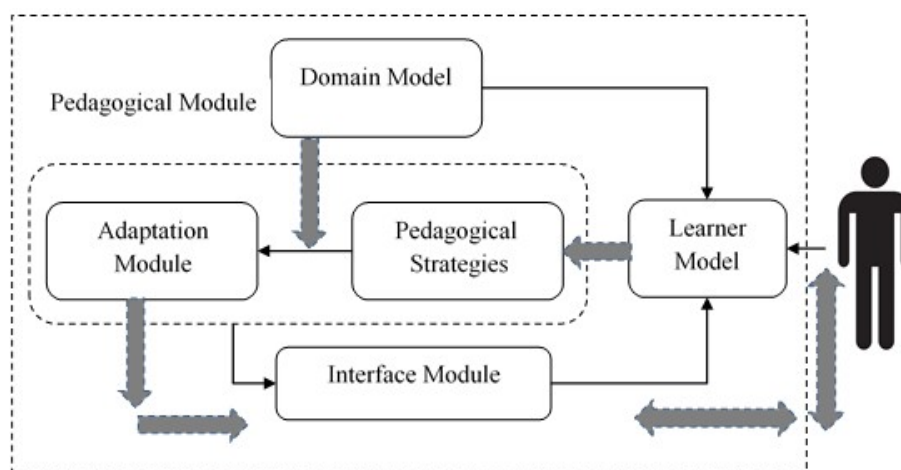 Domain Model
Pedagogical Module
Adaptation
Module
Pedagogical
Strategies
Learner
Model
Interface Module